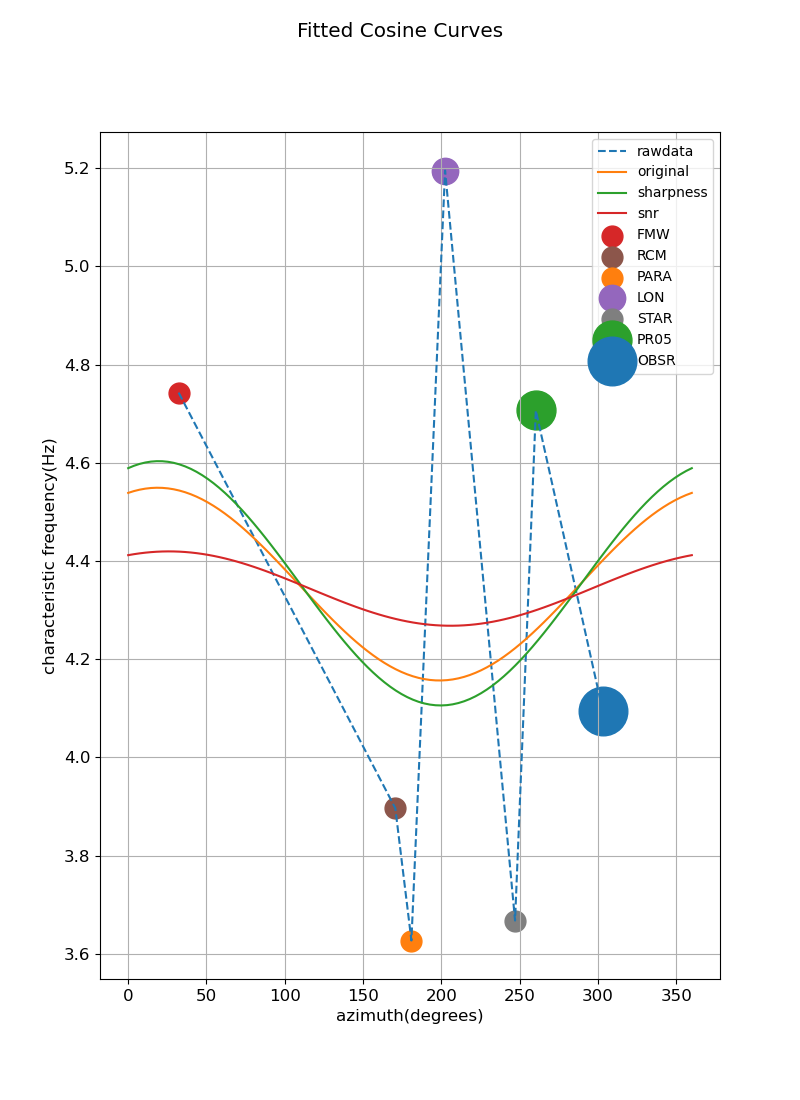 Fitted Cosine Curves
rawdata
original
sharpness
snr
FMW
RCM
PARA
LON
STAR
PR05
OBSR
characteristic frequency(Hz)
5.2
5.0
4.8
4.6
4.4
4.2
4.0
3.8
3.6
0 50 100 150 200 250 300 350
azimuth(degrees)